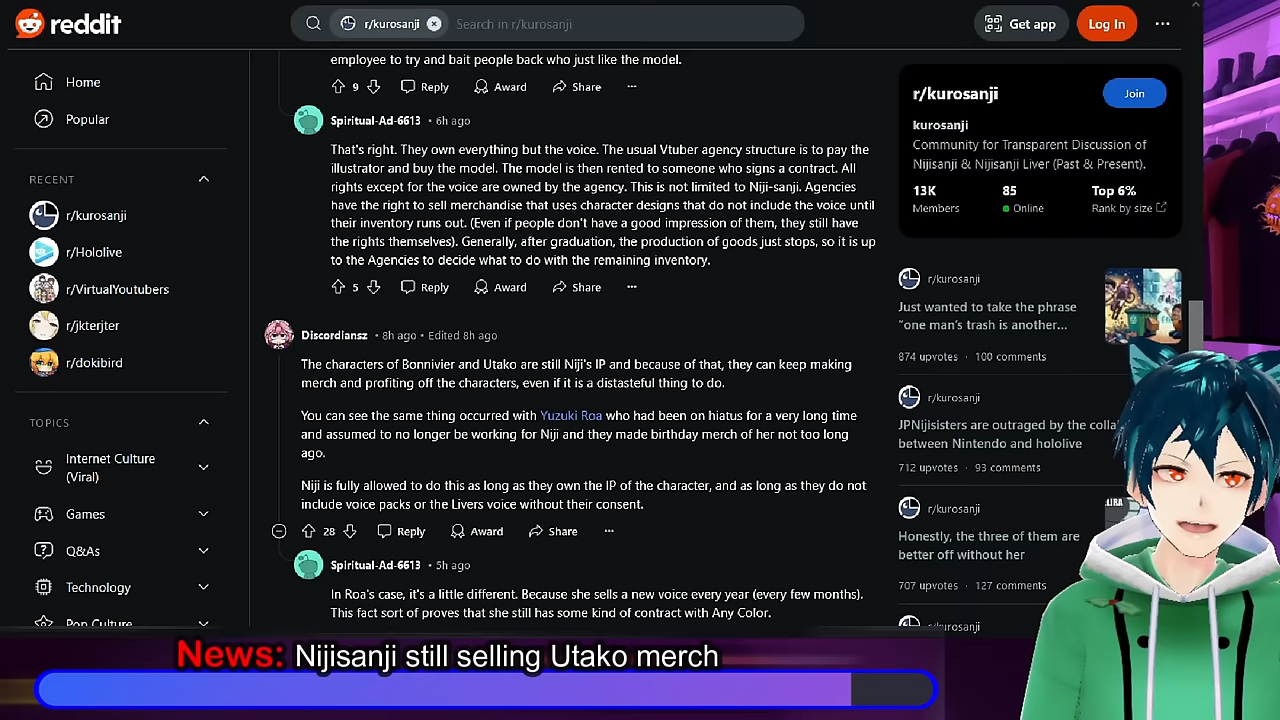 reddit
r/kurosanji
Search in r/kurosanji
Get app
Log In
Home
Popular
RECENT
r/kurosanji
r/Hololive
r/VirtualYoutubers
r/jkterjter
r/dokibird
TOPICS
Internet Culture
(Viral)
Games
Q&As
Technology
Pop Culture
employee to try and bait people back who just like the model.
9
Reply
Award
Share
Spiritual-Ad-6613 • 6h ago
That's right. They own everything but the voice. The usual Vtuber agency structure is to pay the
illustrator and buy the model. The model is then rented to someone who signs a contract. All
rights except for the voice are owned by the agency. This is not limited to Niji-sanji. Agencies
have the right to sell merchandise that uses character designs that do not include the voice until
their inventory runs out. (Even if people don't have a good impression of them, they still have
the rights themselves). Generally, after graduation, the production of goods just stops, so it is up
to the Agencies to decide what to do with the remaining inventory.
5
Reply
Award
Share
Discordiansz • 8h ago • Edited 8h ago
The characters of Bonnivier and Utako are still Niji's IP and because of that, they can keep making
merch and profiting off the characters, even if it is a distasteful thing to do.
You can see the same thing occurred with Yuzuki Roa who had been on hiatus for a very long time
and assumed to no longer be working for Niji and they made birthday merch of her not too long
ago.
Niji is fully allowed to do this as long as they own the IP of the character, and as long as they do not
include voice packs or the Livers voice without their consent.
28
Reply
Award
Share
Spiritual-Ad-6613 • 5h ago
In Roa's case, it's a little different. Because she sells a new voice every year (every few months).
This fact sort of proves that she still has some kind of contract with Any Color.
r/kurosanji
Join
kurosanji
Community for Transparent Discussion of
Nijisanji & Nijisanji Liver (Past & Present).
13K
85
Top 6%
Members
Online
Rank by size
r/kurosanji
Just wanted to take the phrase
"one man's trash is another...
874 upvotes · 100 comments
r/kurosanji
JPNijisisters are outraged by the colla
between Nintendo and hololive
712 upvotes · 93 comments
r/kurosanji
Honestly, the three of them are
better off without her
707 upvotes · 127 comments
r/kurosanji
News: Nijisanji still selling Utako merch